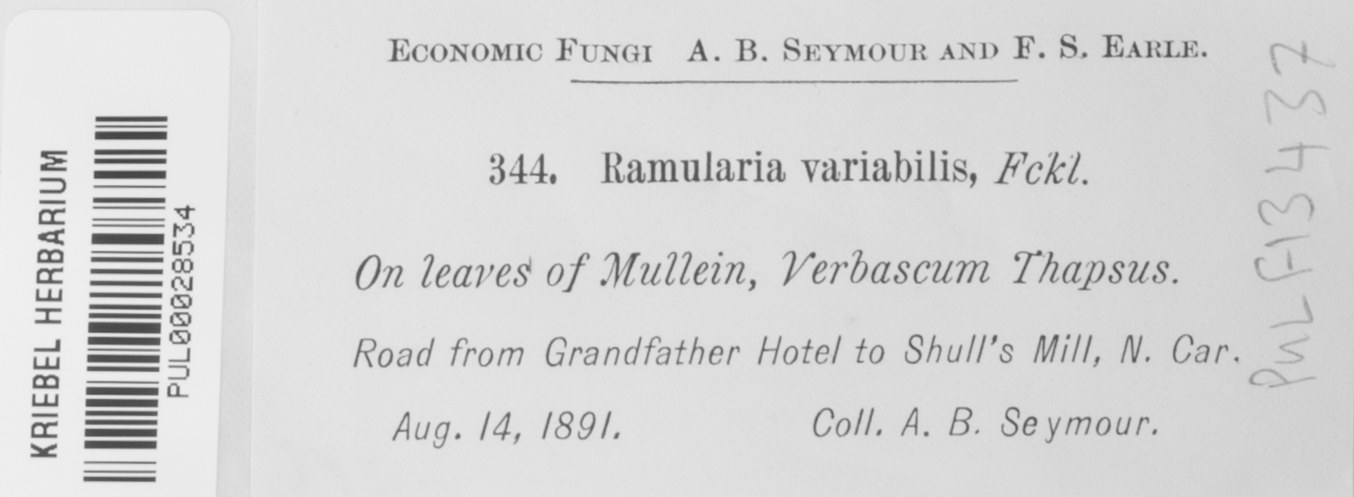 KRIEBEL HERBARIUM
PUL00028534
ECONOMIC FUNGI A. B. SEYMOUR AND F. S. EARLE.
344. Ramularia variabilis, Fckl.
On leaves of Mullein, Verbascum Thapsus.
Road from Grandfather Hotel to Shull's Mill, N. Car.
Aug. 14, 1891. Coll. A. B. Seymour.
PUL F13437